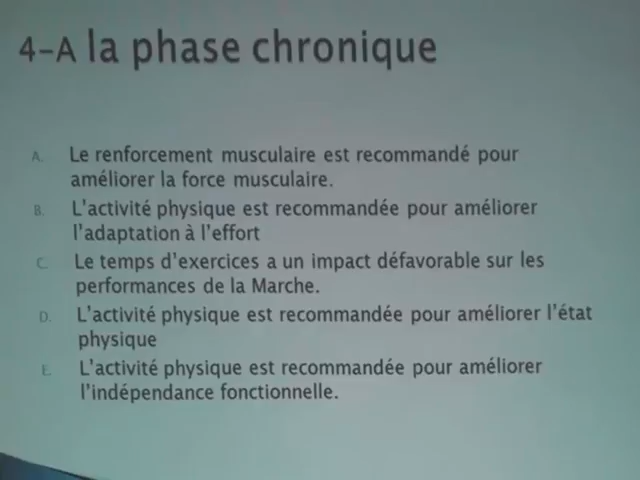 4-A la phase chronique
A. Le renforcement musculaire est recommandé pour
améliorer la force musculaire.
B. L'activité physique est recommandée pour améliorer
l'adaptation à l'effort
C. Le temps d'exercices a un impact défavorable sur les
performances de la Marche.
D. L'activité physique est recommandée pour améliorer l'état
physique
E. L'activité physique est recommandée pour améliorer
l'indépendance fonctionnelle.